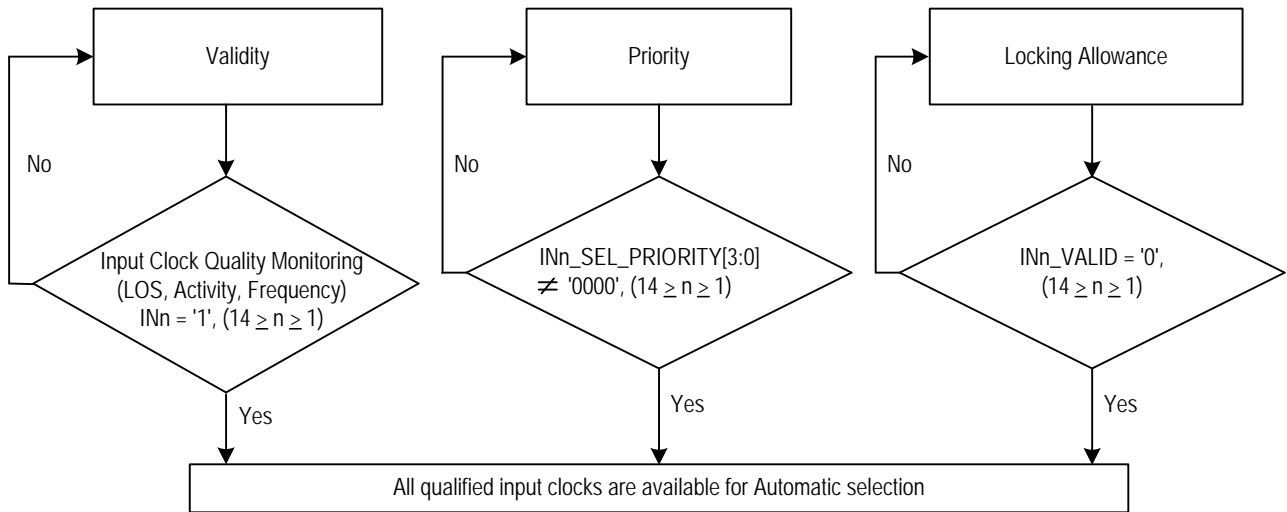 Validity
Priority
Locking Allowance
No
No
No
Input Clock Quality Monitoring
(LOS, Activity, Frequency)
INn = '1', (14 ≥ n ≥ 1)
INn_SEL_PRIORITY[3:0]
≠ '0000', (14 ≥ n ≥ 1)
INn_VALID = '0',
(14 ≥ n ≥ 1)
Yes
Yes
Yes
All qualified input clocks are available for Automatic selection